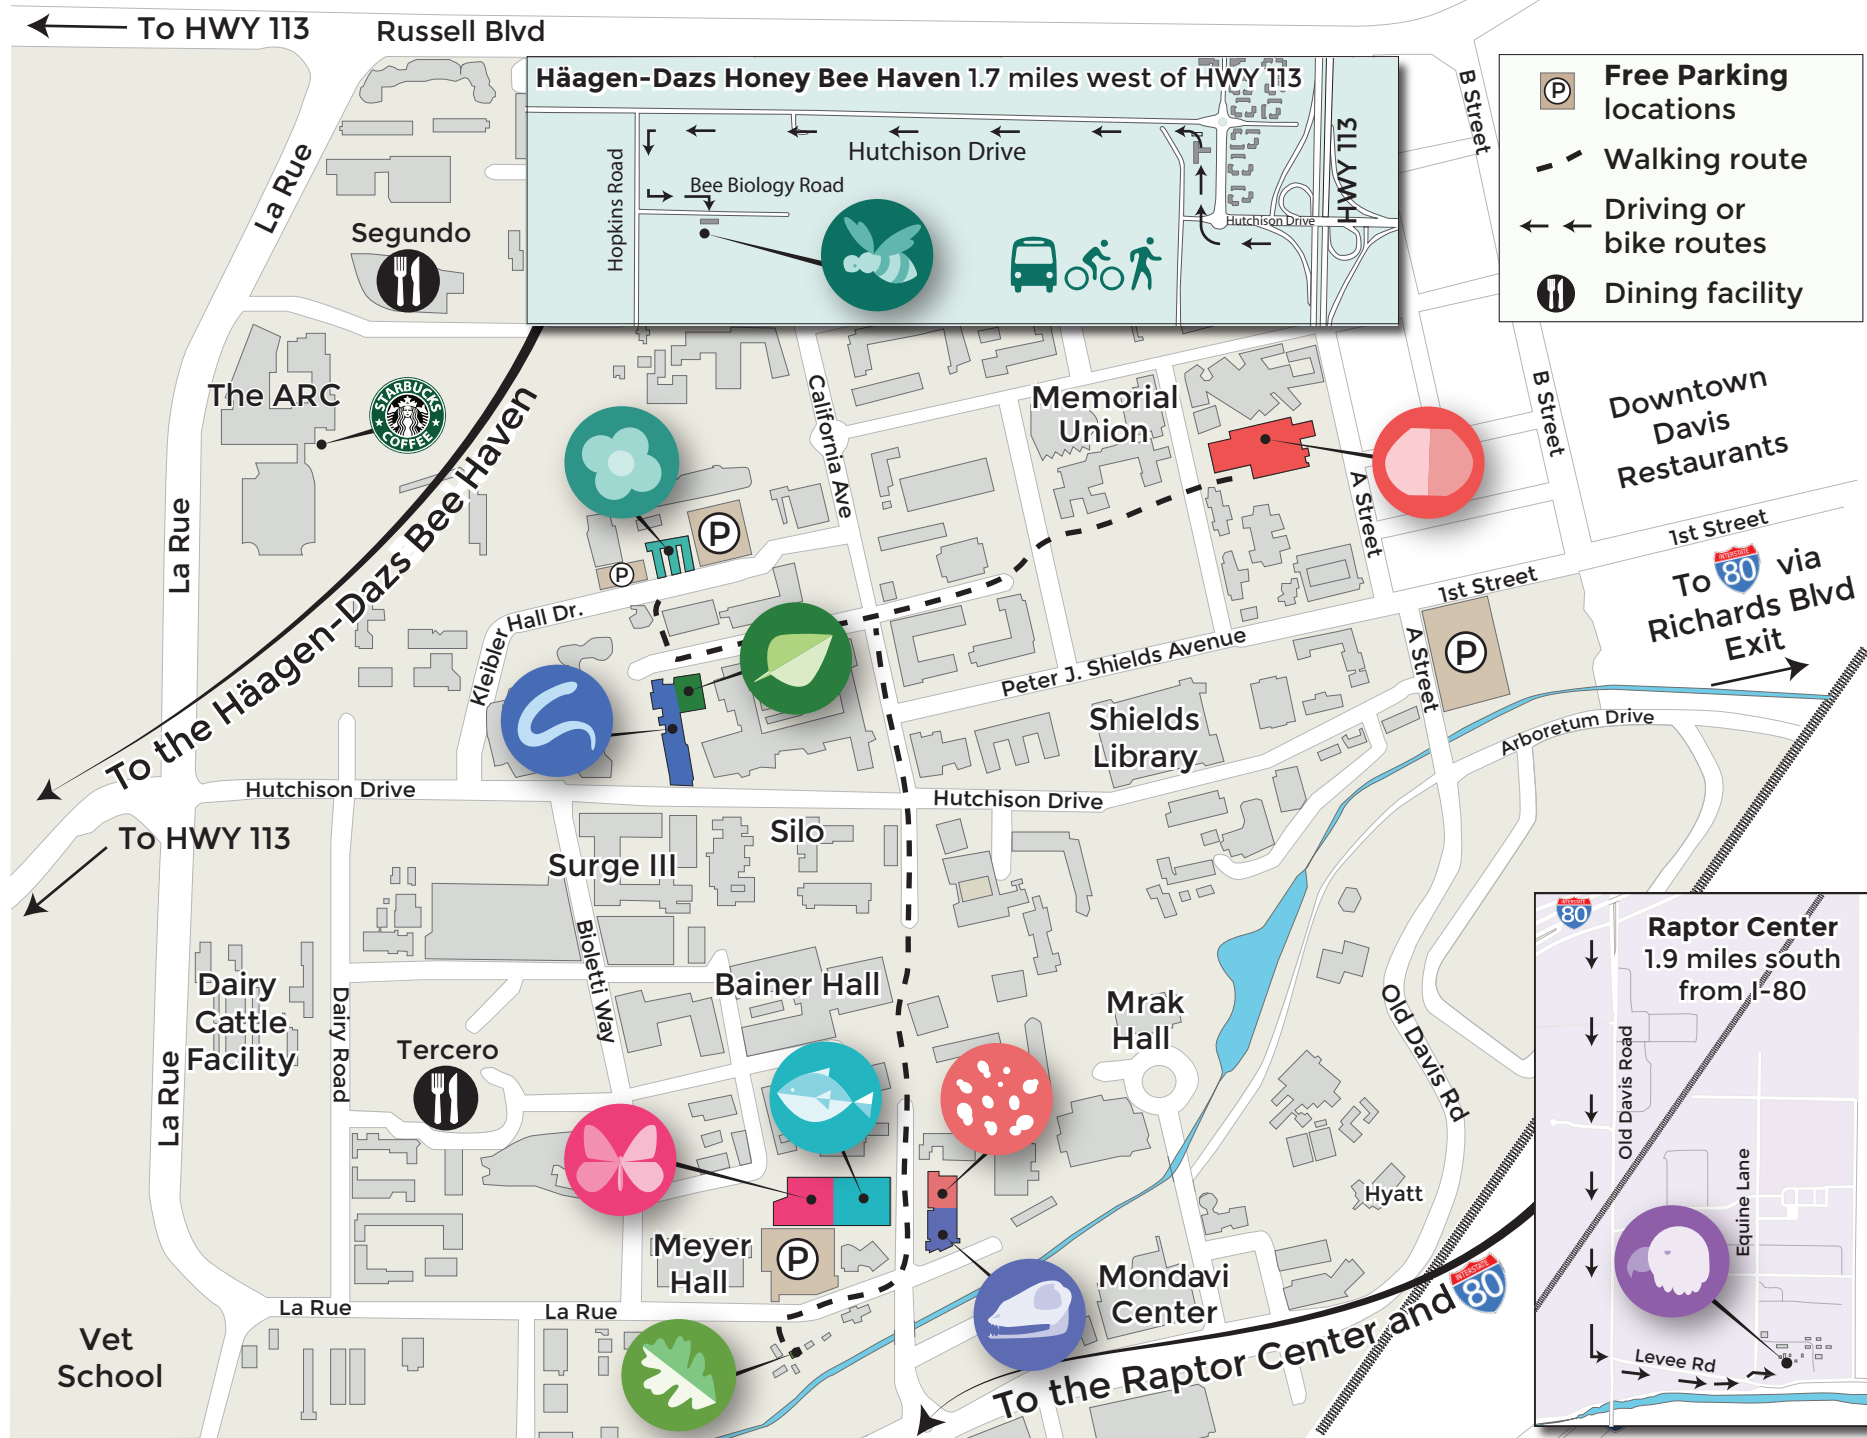 To HWY 113
Russell Blvd
Häagen-Dazs Honey Bee Haven 1.7 miles west of HWY 113
Hutchison Drive
Hopkins Road
Bee Biology Road
Hutchison Drive
HWY 113
B Street
P
Free Parking
locations
Walking route
Driving or
bike routes
Dining facility
La Rue
Segundo
The ARC
STARBUCKS
COFFEE
To the Häagen-Dazs Bee Haven
California Ave
Memorial
Union
A Street
B Street
Downtown
Davis
Restaurants
La Rue
P
P
Kleibler Hall Dr.
1st Street
1st Street
To
INTERSTATE
80
via
Richards Blvd
Exit
P
A Street
Peter J. Shields Avenue
Shields
Library
Arboretum Drive
Hutchison Drive
Hutchison Drive
To HWY 113
Silo
Surge III
Bioletti Way
Dairy
Cattle
Facility
Dairy Road
La Rue
Bainer Hall
Tercero
Mrak
Hall
Old Davis Rd
Hyatt
Meyer
Hall
P
Mondavi
Center
La Rue
La Rue
Vet
School
To the Raptor Center and
INTERSTATE
80
INTERSTATE
80
Raptor Center
1.9 miles south
from I-80
Old Davis Road
Equine Lane
Levee Rd